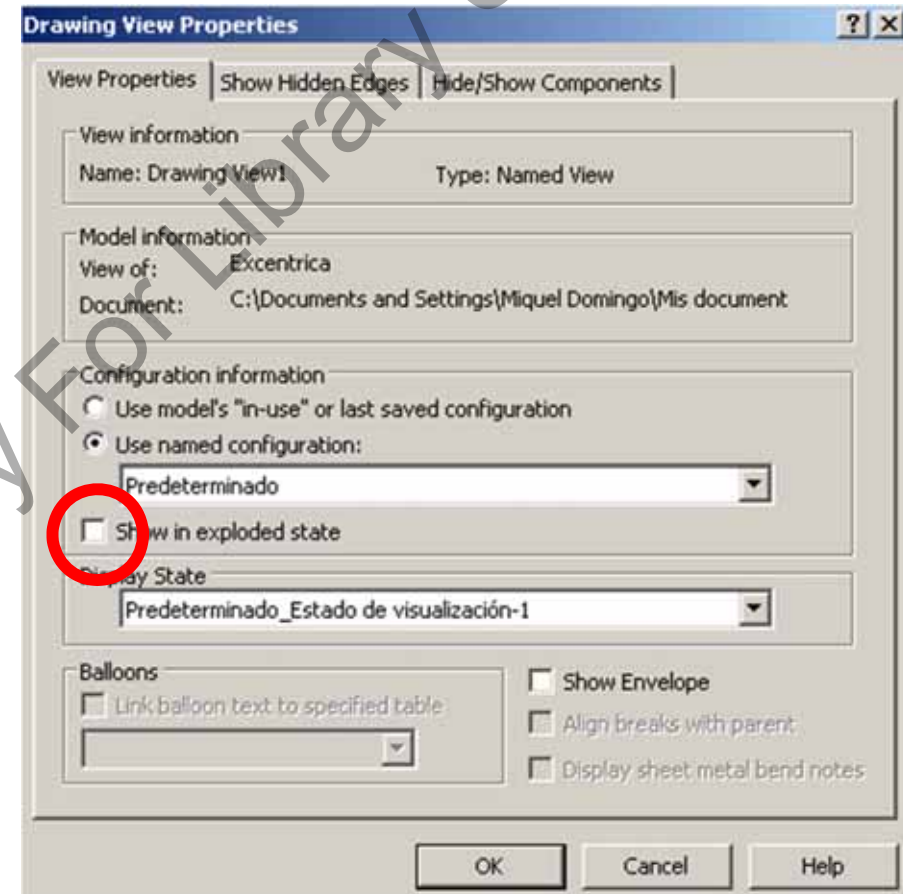 Drawing View Properties
View Properties Show Hidden Edges Hide/Show Components
View information
Name: Drawing View1 Type: Named View
Model information
View of: Excentrica
Document: C:\Documents and Settings\Miquel Domingo\Mis document
Configuration information
Use model's "in-use" or last saved configuration
Use named configuration:
Predeterminado
Show in exploded state
Display State
Predeterminado_Estado de visualización-1
Balloons
Link balloon text to specified table
Show Envelope
Align breaks with parent
Display sheet metal bend notes
OK Cancel Help
For Library